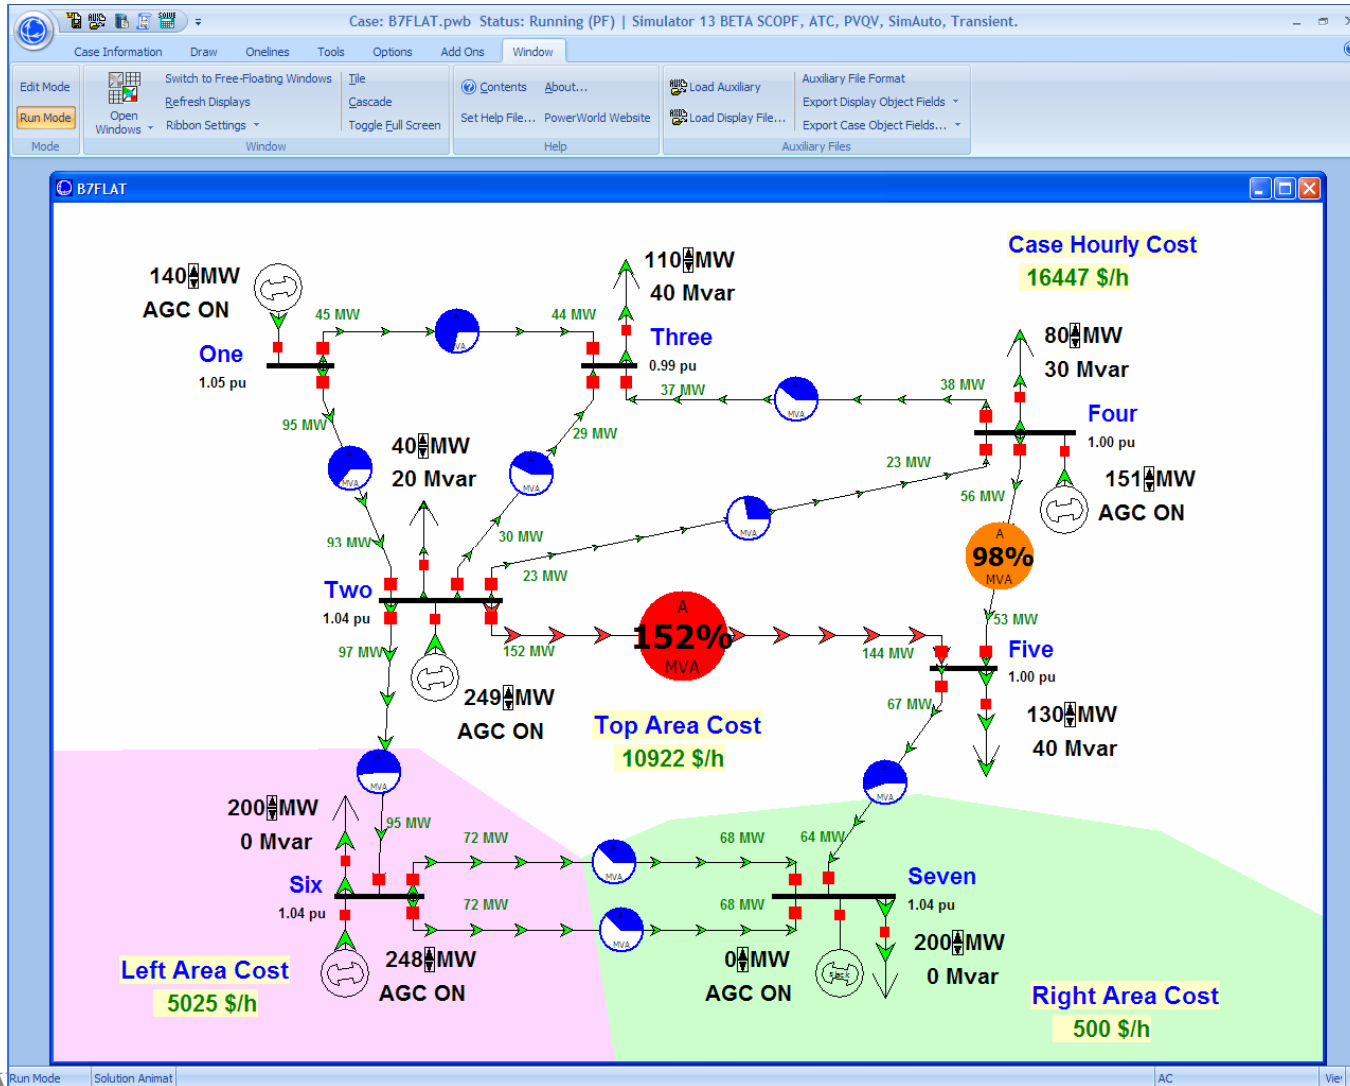 Case: B7FLAT.pwb Status: Running (PF) | Simulator 13 BETA SCOPF, ATC, PVQV, SimAuto, Transient.
Case Information Draw Onelines Tools Options Add Ons Window
Edit Mode
Run Mode
Mode
Open Windows
Switch to Free-Floating Windows
Refresh Displays
Ribbon Settings
Tile
Cascade
Toggle Full Screen
Window
Contents About...
Set Help File... PowerWorld Website
Help
Load Auxiliary
Load Display File...
Auxiliary File Format
Export Display Object Fields
Export Case Object Fields...
Auxiliary Files
B7FLAT
Case Hourly Cost
16447 $/h
140 MW
AGC ON
One
1.05 pu
45 MW
44 MW
A
MVA
110 MW
40 Mvar
Three
0.99 pu
37 MW
38 MW
MVA
80 MW
30 Mvar
Four
1.00 pu
151 MW
AGC ON
95 MW
MVA
93 MW
40 MW
20 Mvar
29 MW
MVA
30 MW
23 MW
MVA
23 MW
56 MW
A
98%
MVA
53 MW
Two
1.04 pu
97 MW
249 MW
AGC ON
152 MW
A
152%
MVA
144 MW
Five
1.00 pu
67 MW
130 MW
40 Mvar
Top Area Cost
10922 $/h
MVA
95 MW
MVA
64 MW
200 MW
0 Mvar
Six
1.04 pu
72 MW
MVA
68 MW
72 MW
MVA
68 MW
248 MW
AGC ON
Seven
1.04 pu
0 MW
AGC ON
200 MW
0 Mvar
Left Area Cost
5025 $/h
Right Area Cost
500 $/h
Run Mode
Solution Animat
AC